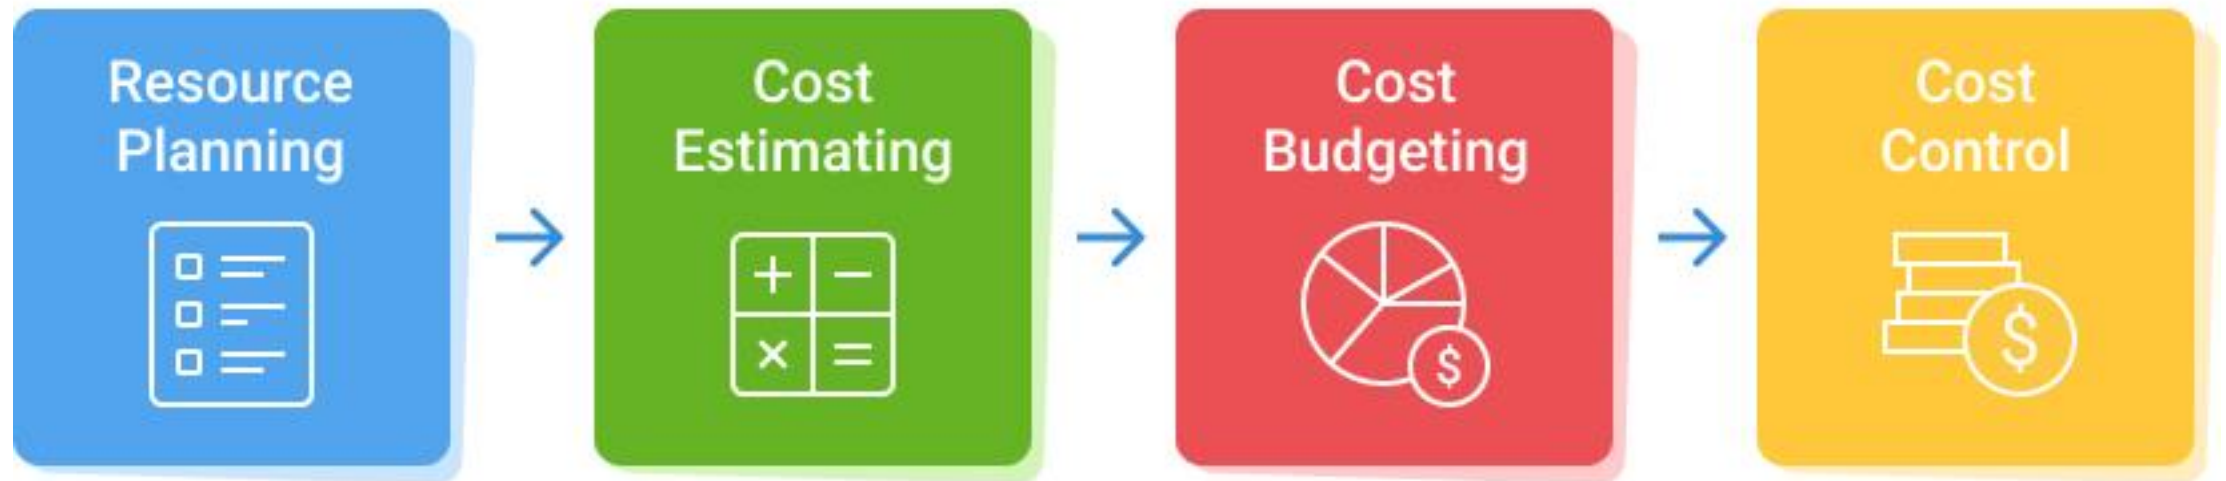 Resource
Planning
Cost
Estimating
Cost
Budgeting
Cost
Control
+ −
× =
$
$